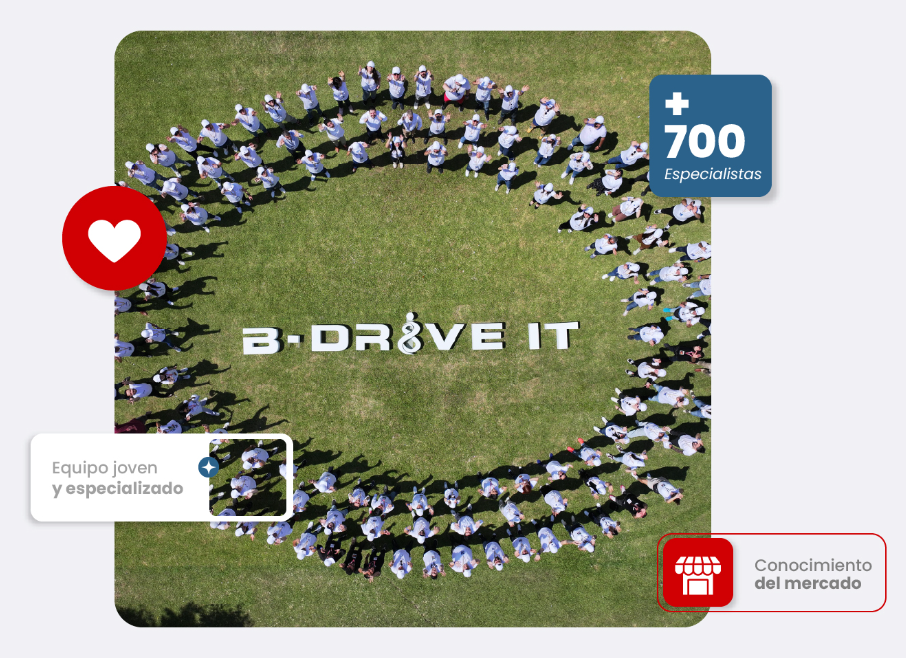 +
700
Especialistas
B-DRIVE IT
Equipo joven
y especializado
Conocimiento
del mercado